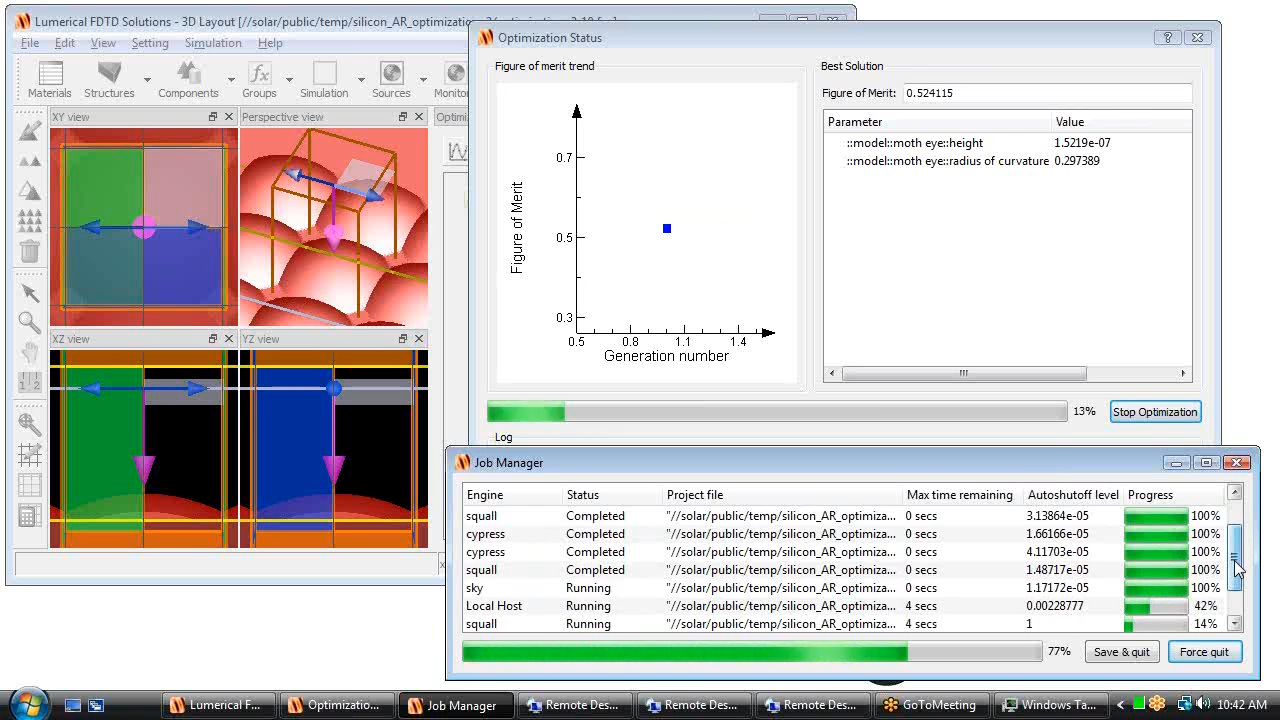 Lumerical FDTD Solutions - 3D Layout [//solar/public/temp/silicon_AR_optimization
File Edit View Setting Simulation Help
Materials Structures Components Groups Simulation Sources Monitor
XY view
Perspective view
Optimi
XZ view
YZ view
Optimization Status
Figure of merit trend
0.7
0.5
0.3
Figure of Merit
0.5 0.8 1.1 1.4
Generation number
Best Solution
Figure of Merit: 0.524115
Parameter Value
::model::moth eye::height 1.5219e-07
::model::moth eye::radius of curvature 0.297389
13% Stop Optimization
Log
Job Manager
Engine Status Project file Max time remaining Autoshutoff level Progress
squall Completed "//solar/public/temp/silicon_AR_optimiza... 0 secs 3.13864e-05 100%
cypress Completed "//solar/public/temp/silicon_AR_optimiza... 0 secs 1.66166e-05 100%
cypress Completed "//solar/public/temp/silicon_AR_optimiza... 0 secs 4.11703e-05 100%
squall Completed "//solar/public/temp/silicon_AR_optimiza... 0 secs 1.48717e-05 100%
sky Running "//solar/public/temp/silicon_AR_optimiza... 0 secs 1.17172e-05 100%
Local Host Running "//solar/public/temp/silicon_AR_optimiza... 4 secs 0.00228777 42%
squall Running "//solar/public/temp/silicon_AR_optimiza... 4 secs 1 14%
77% Save & quit Force quit
Lumerical F... Optimizatio... Job Manager Remote Des... Remote Des... Remote Des... GoToMeeting Windows Ta... 10:42 AM